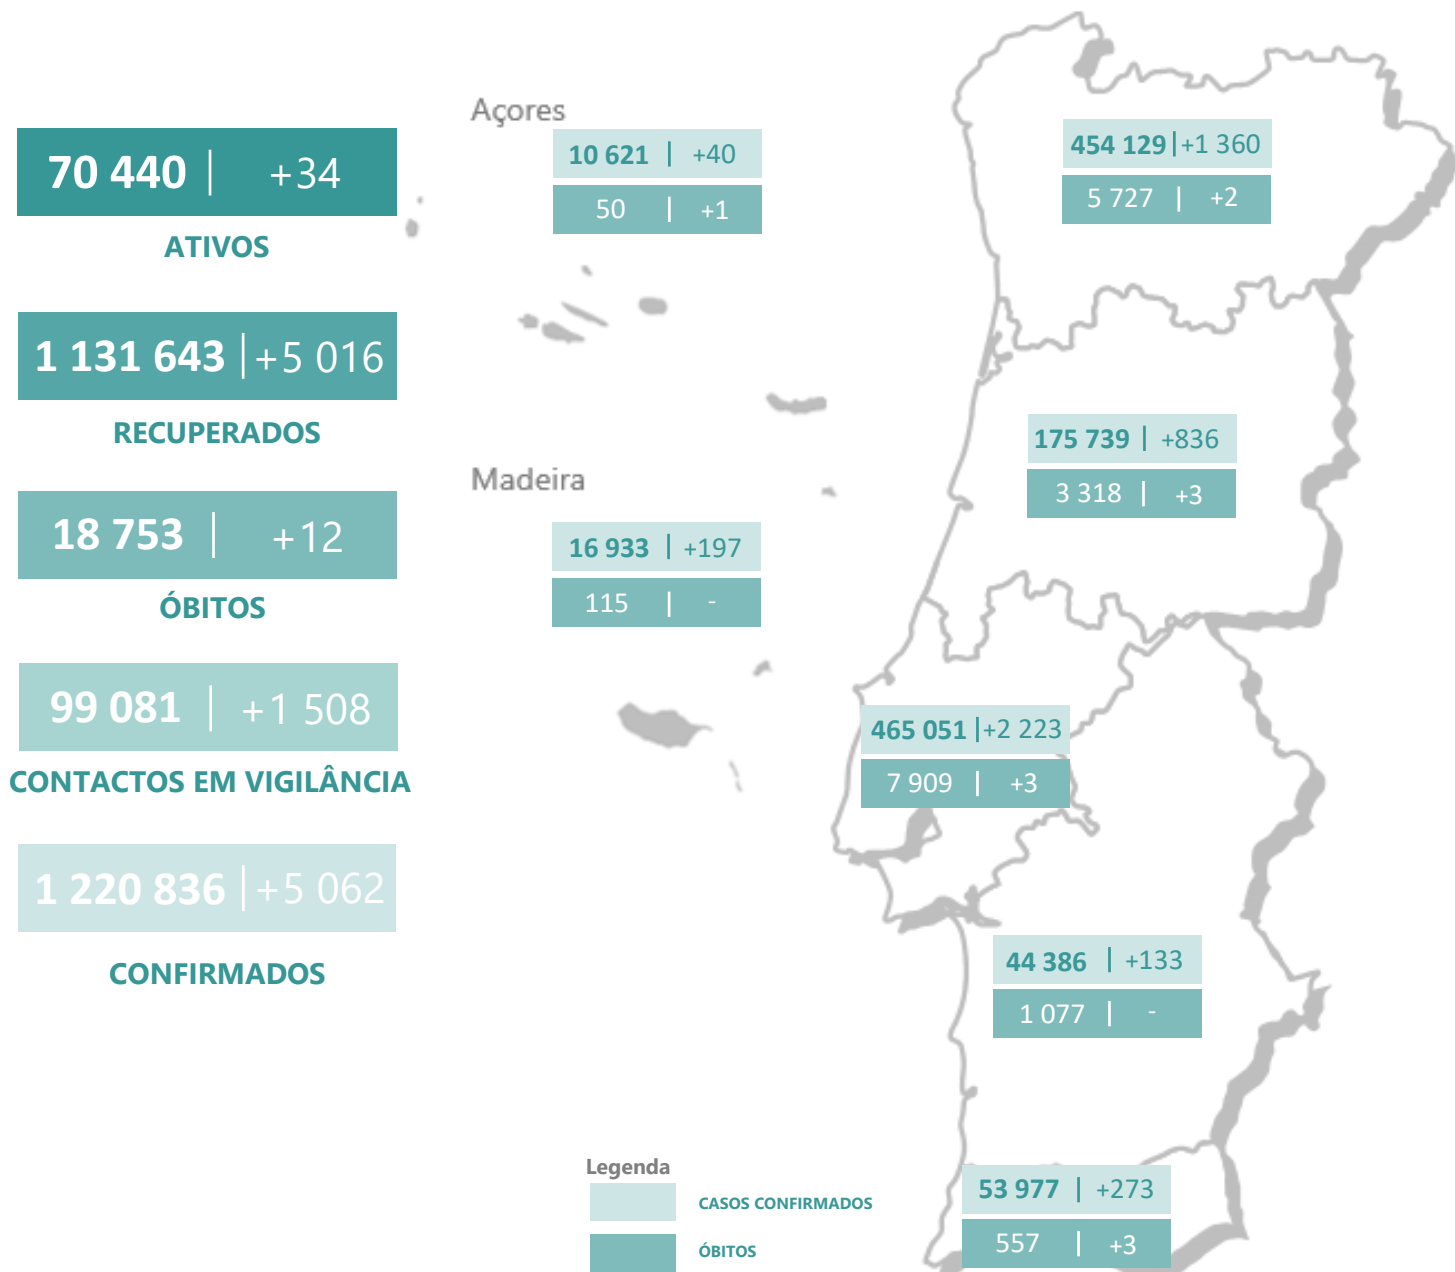 70 440 | +34
ATIVOS
1 131 643 | +5 016
RECUPERADOS
18 753 | +12
ÓBITOS
99 081 | +1 508
CONTACTOS EM VIGILÂNCIA
1 220 836 | +5 062
CONFIRMADOS
Açores
10 621 | +40
50 | +1
Madeira
16 933 | +197
115 | -
454 129 | +1 360
5 727 | +2
175 739 | +836
3 318 | +3
465 051 | +2 223
7 909 | +3
44 386 | +133
1 077 | -
53 977 | +273
557 | +3
Legenda
CASOS CONFIRMADOS
ÓBITOS